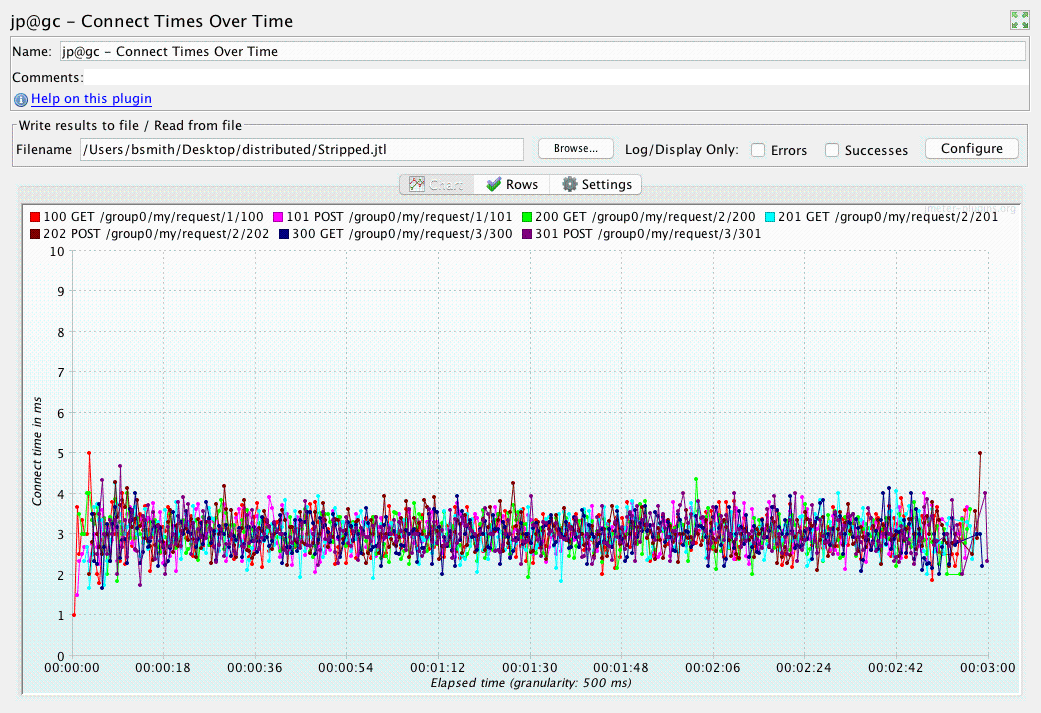 jp@gc – Connect Times Over Time
Name: jp@gc – Connect Times Over Time
Comments:
Help on this plugin
Write results to file / Read from file
Filename /Users/bsmith/Desktop/distributed/Stripped.jtl Browse... Log/Display Only: Errors Successes Configure
Chart Rows Settings
jmeter-plugins.org
100 GET /group0/my/request/1/100 101 POST /group0/my/request/1/101 200 GET /group0/my/request/2/200 201 GET /group0/my/request/2/201
202 POST /group0/my/request/2/202 300 GET /group0/my/request/3/300 301 POST /group0/my/request/3/301
10
9
8
7
6
5
4
3
2
1
0
Connect time in ms
00:00:00 00:00:18 00:00:36 00:00:54 00:01:12 00:01:30 00:01:48 00:02:06 00:02:24 00:02:42 00:03:00
Elapsed time (granularity: 500 ms)